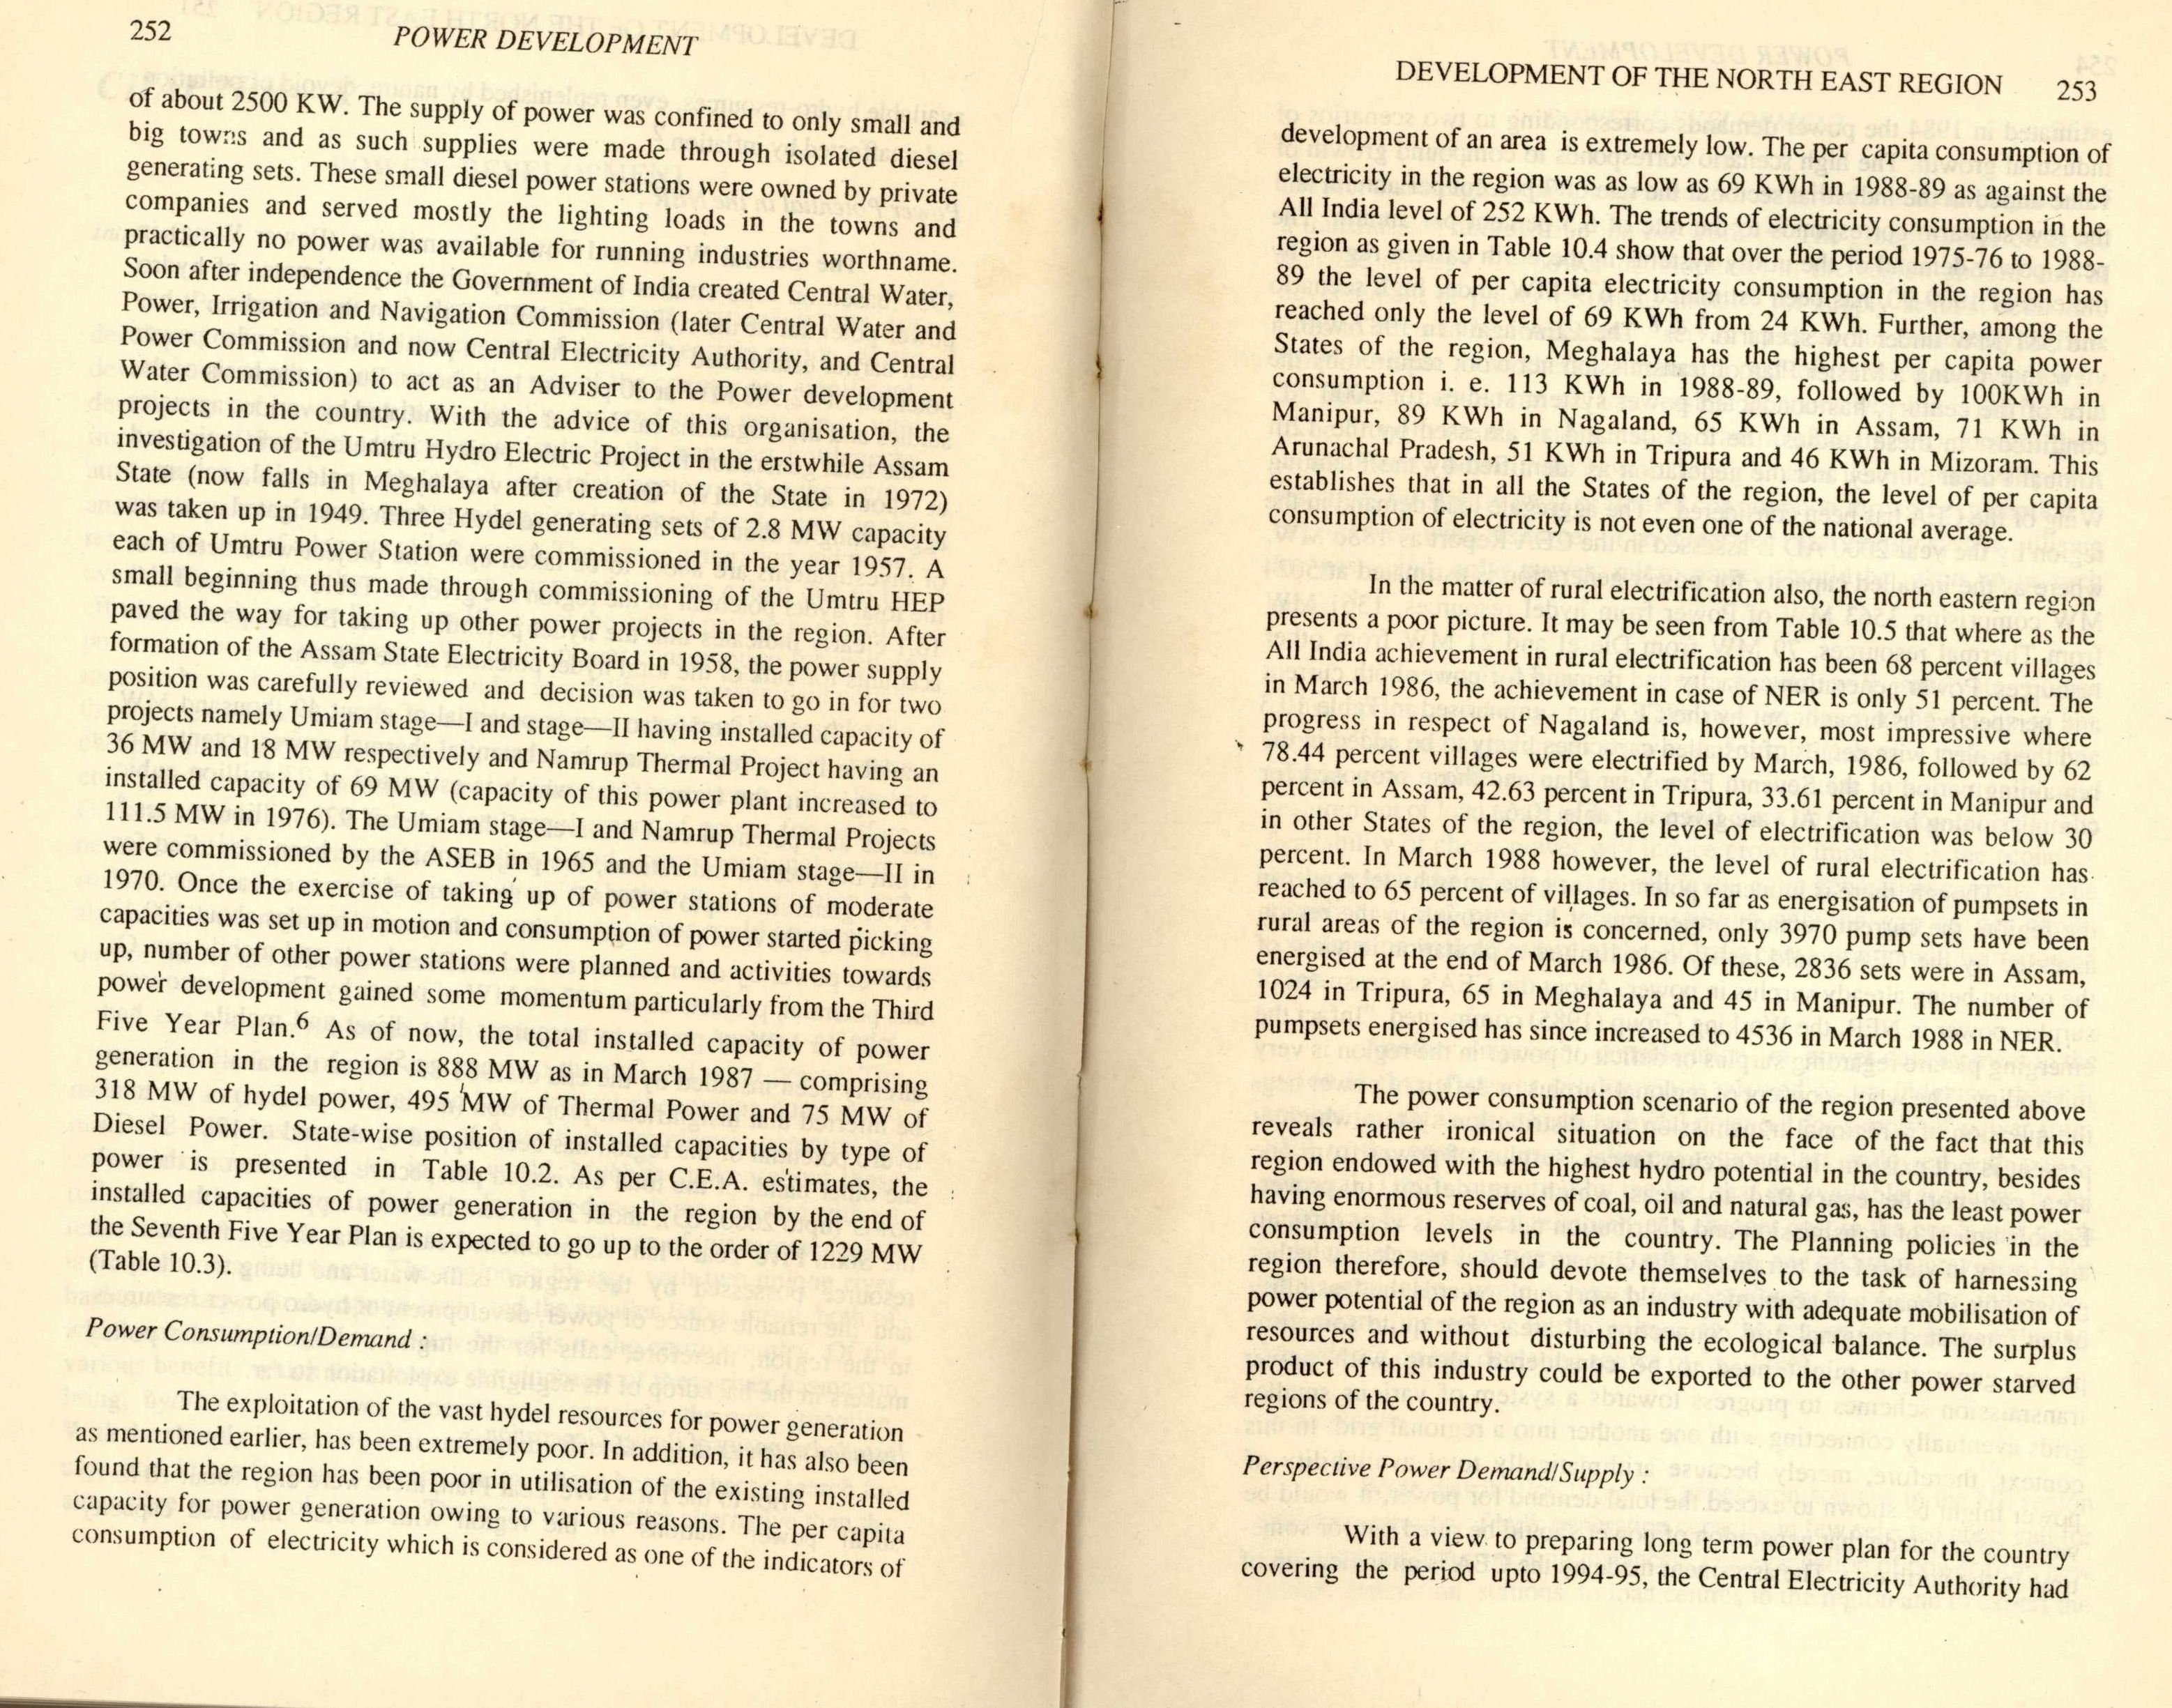 252
POWER DEVELOPMENT
of about 2500 KW. The supply of power was confined to only small and
big towns and as such supplies were made through isolated diesel
generating sets. These small diesel power stations were owned by private
companies and served mostly the lighting loads in the towns and
practically no power was available for running industries worthname.
Soon after independence the Government of India created Central Water,
Power, Irrigation and Navigation Commission (later Central Water and
Power Commission and now Central Electricity Authority, and Central
Water Commission) to act as an Adviser to the Power development
projects in the country. With the advice of this organisation, the
investigation of the Umtru Hydro Electric Project in the erstwhile Assam
State (now falls in Meghalaya after creation of the State in 1972)
was taken up in 1949. Three Hydel generating sets of 2.8 MW capacity
each of Umtru Power Station were commissioned in the year 1957. A
small beginning thus made through commissioning of the Umtru HEP
paved the way for taking up other power projects in the region. After
formation of the Assam State Electricity Board in 1958, the power supply
position was carefully reviewed and decision was taken to go in for two
projects namely Umiam stage—I and stage—II having installed capacity of
36 MW and 18 MW respectively and Namrup Thermal Project having an
installed capacity of 69 MW (capacity of this power plant increased to
111.5 MW in 1976). The Umiam stage—I and Namrup Thermal Projects
were commissioned by the ASEB in 1965 and the Umiam stage—II in
1970. Once the exercise of taking up of power stations of moderate
capacities was set up in motion and consumption of power started picking
up, number of other power stations were planned and activities towards
power development gained some momentum particularly from the Third
Five Year Plan.6 As of now, the total installed capacity of power
generation in the region is 888 MW as in March 1987 — comprising
318 MW of hydel power, 495 MW of Thermal Power and 75 MW of
Diesel Power. State-wise position of installed capacities by type of
power is presented in Table 10.2. As per C.E.A. estimates, the
installed capacities of power generation in the region by the end of
the Seventh Five Year Plan is expected to go up to the order of 1229 MW
(Table 10.3).
Power Consumption/Demand :
The exploitation of the vast hydel resources for power generation
as mentioned earlier, has been extremely poor. In addition, it has also been
found that the region has been poor in utilisation of the existing installed
capacity for power generation owing to various reasons. The per capita
consumption of electricity which is considered as one of the indicators of
DEVELOPMENT OF THE NORTH EAST REGION
253
development of an area is extremely low. The per capita consumption of
electricity in the region was as low as 69 KWh in 1988-89 as against the
All India level of 252 KWh. The trends of electricity consumption in the
region as given in Table 10.4 show that over the period 1975-76 to 1988-
89 the level of per capita electricity consumption in the region has
reached only the level of 69 KWh from 24 KWh. Further, among the
States of the region, Meghalaya has the highest per capita power
consumption i. e. 113 KWh in 1988-89, followed by 100KWh in
Manipur, 89 KWh in Nagaland, 65 KWh in Assam, 71 KWh in
Arunachal Pradesh, 51 KWh in Tripura and 46 KWh in Mizoram. This
establishes that in all the States of the region, the level of per capita
consumption of electricity is not even one of the national average.
In the matter of rural electrification also, the north eastern region
presents a poor picture. It may be seen from Table 10.5 that where as the
All India achievement in rural electrification has been 68 percent villages
in March 1986, the achievement in case of NER is only 51 percent. The
progress in respect of Nagaland is, however, most impressive where
78.44 percent villages were electrified by March, 1986, followed by 62
percent in Assam, 42.63 percent in Tripura, 33.61 percent in Manipur and
in other States of the region, the level of electrification was below 30
percent. In March 1988 however, the level of rural electrification has
reached to 65 percent of villages. In so far as energisation of pumpsets in
rural areas of the region is concerned, only 3970 pump sets have been
energised at the end of March 1986. Of these, 2836 sets were in Assam,
1024 in Tripura, 65 in Meghalaya and 45 in Manipur. The number of
pumpsets energised has since increased to 4536 in March 1988 in NER.
The power consumption scenario of the region presented above
reveals rather ironical situation on the face of the fact that this
region endowed with the highest hydro potential in the country, besides
having enormous reserves of coal, oil and natural gas, has the least power
consumption levels in the country. The Planning policies in the
region therefore, should devote themselves to the task of harnessing
power potential of the region as an industry with adequate mobilisation of
resources and without disturbing the ecological balance. The surplus
product of this industry could be exported to the other power starved
regions of the country.
Perspective Power Demand/Supply :
With a view to preparing long term power plan for the country
covering the period upto 1994-95, the Central Electricity Authority had